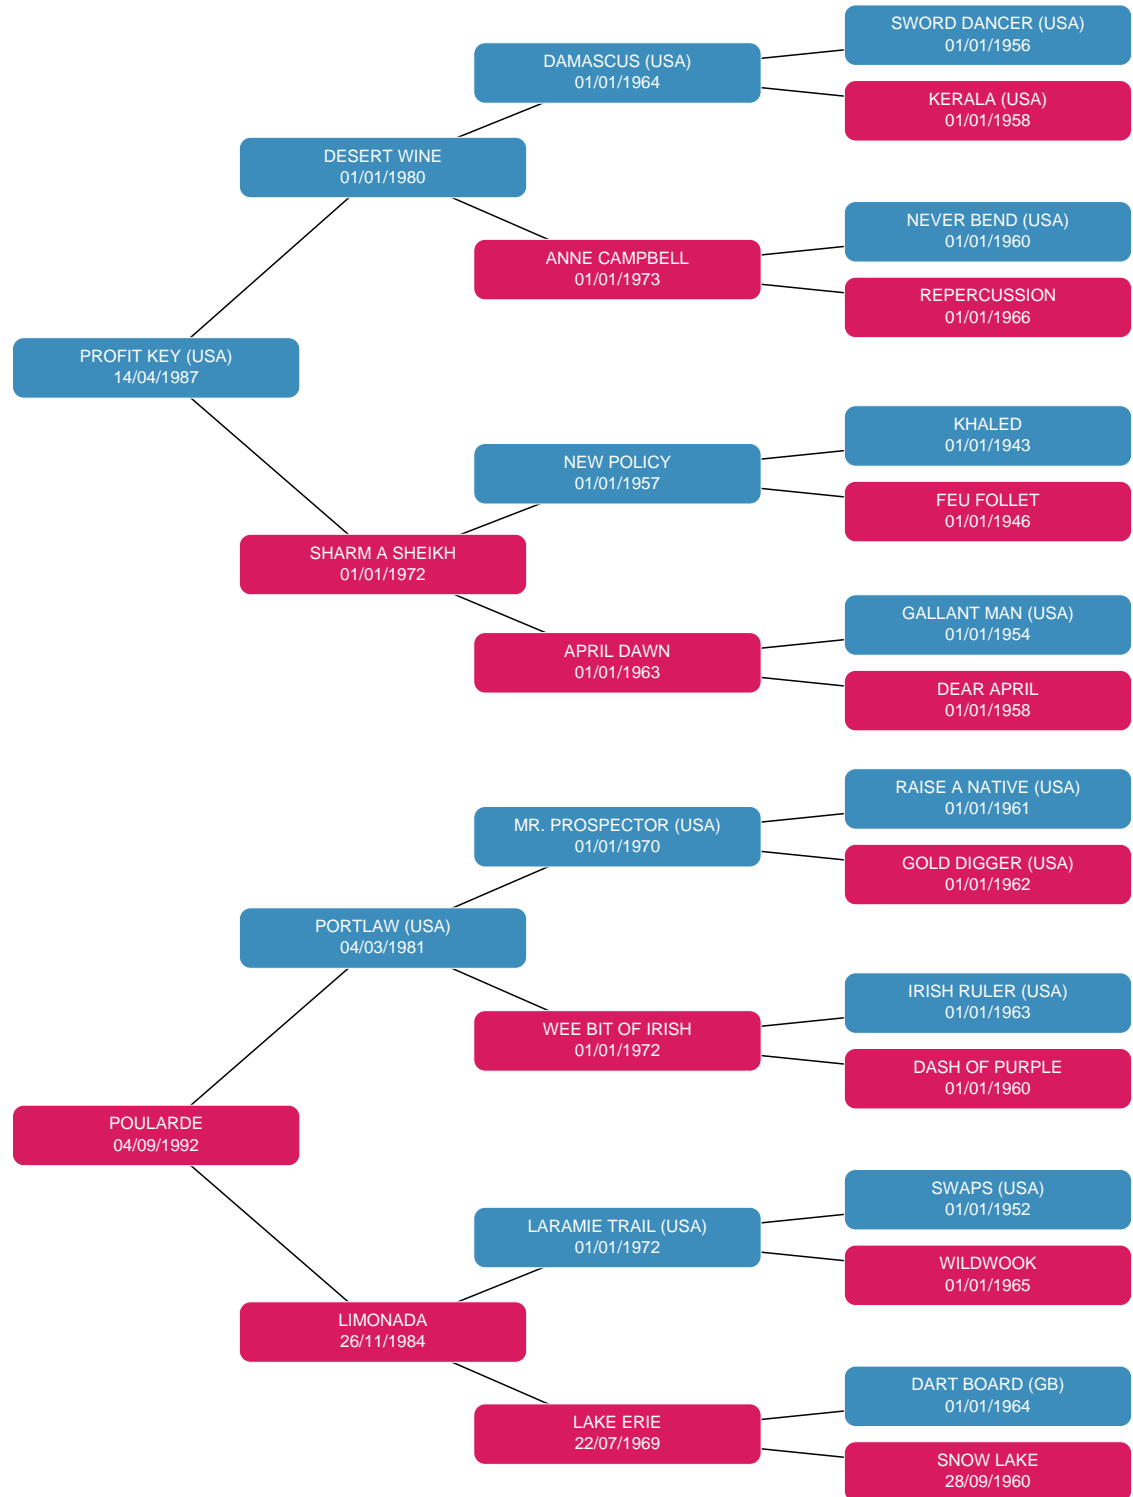 SWORD DANCER (USA)
01/01/1956
DAMASCUS (USA)
01/01/1964
KERALA (USA)
01/01/1958
DESERT WINE
01/01/1980
NEVER BEND (USA)
01/01/1960
ANNE CAMPBELL
01/01/1973
REPERCUSSION
01/01/1966
PROFIT KEY (USA)
14/04/1987
KHALED
01/01/1943
NEW POLICY
01/01/1957
FEU FOLLET
01/01/1946
SHARM A SHEIKH
01/01/1972
GALLANT MAN (USA)
01/01/1954
APRIL DAWN
01/01/1963
DEAR APRIL
01/01/1958
RAISE A NATIVE (USA)
01/01/1961
MR. PROSPECTOR (USA)
01/01/1970
GOLD DIGGER (USA)
01/01/1962
PORTLAW (USA)
04/03/1981
IRISH RULER (USA)
01/01/1963
WEE BIT OF IRISH
01/01/1972
DASH OF PURPLE
01/01/1960
POULARDE
04/09/1992
SWAPS (USA)
01/01/1952
LARAMIE TRAIL (USA)
01/01/1972
WILDWOOK
01/01/1965
LIMONADA
26/11/1984
DART BOARD (GB)
01/01/1964
LAKE ERIE
22/07/1969
SNOW LAKE
28/09/1960